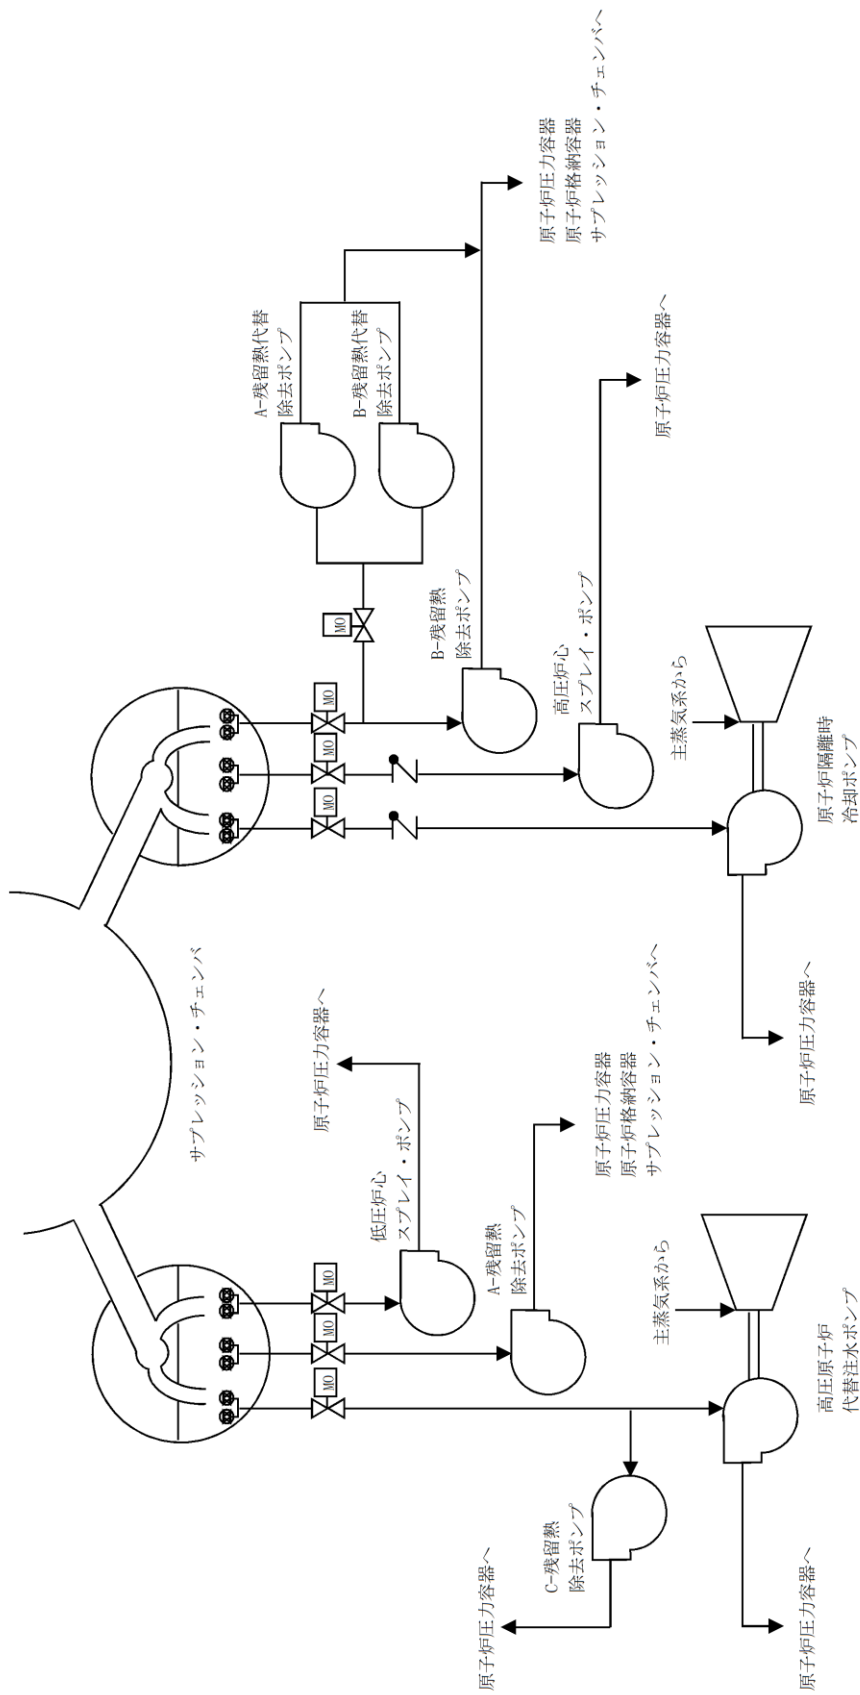 サプレッション・チェンバ
A-残留熱代替
除去ポンプ
原子炉圧力容器へ
MO
MO
MO
MO
MO
MO
MO
B-残留熱代替
除去ポンプ
低圧炉心
スプレイ・ポンプ
B-残留熱
除去ポンプ
原子炉圧力容器へ
A-残留熱
除去ポンプ
C-残留熱
除去ポンプ
高圧炉心
スプレイ・ポンプ
原子炉圧力容器
原子炉格納容器
サプレッション・チェンバへ
原子炉圧力容器
原子炉格納容器
サプレッション・チェンバへ
主蒸気系から
主蒸気系から
原子炉圧力容器へ
原子炉圧力容器へ
高圧原子炉
代替注水ポンプ
原子炉圧力容器へ
原子炉隔離時
冷却ポンプ